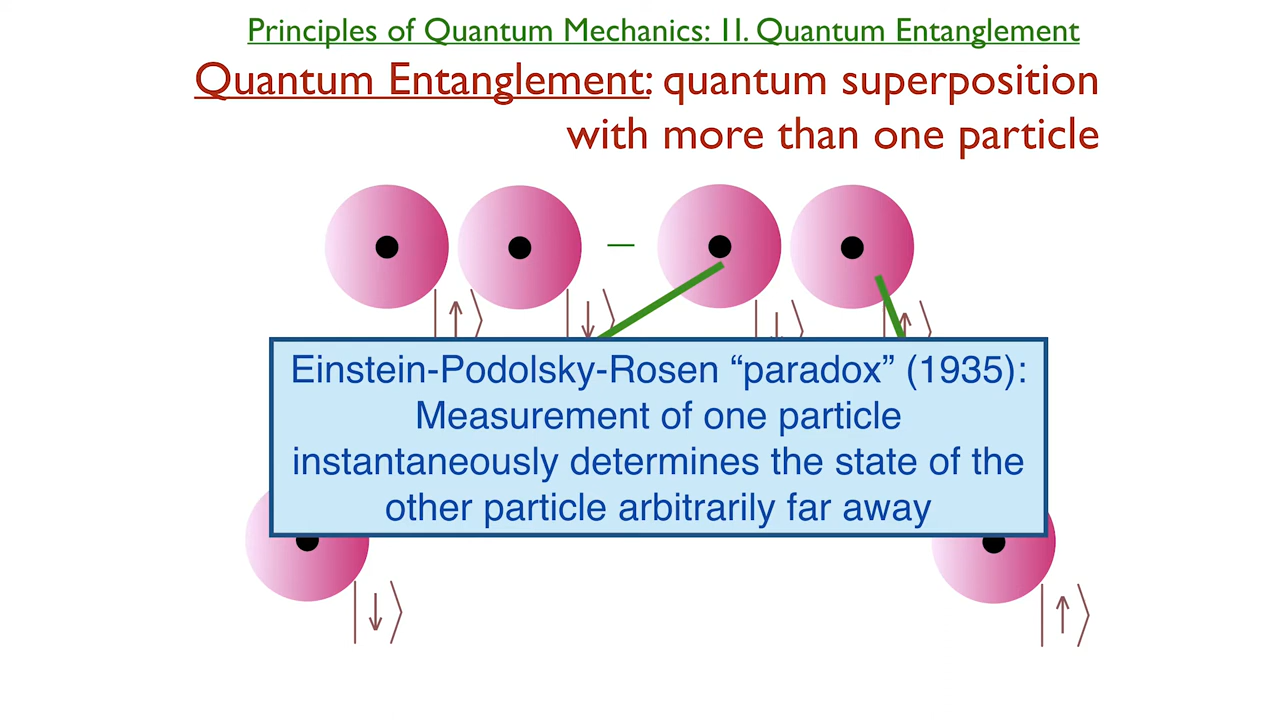 Principles of Quantum Mechanics: 1I. Quantum Entanglement
Quantum Entanglement: quantum superposition
with more than one particle
−
|↑⟩ |↓⟩ |↓⟩ |↑⟩
Einstein-Podolsky-Rosen “paradox” (1935):
Measurement of one particle
instantaneously determines the state of the
other particle arbitrarily far away
|↓⟩ |↑⟩